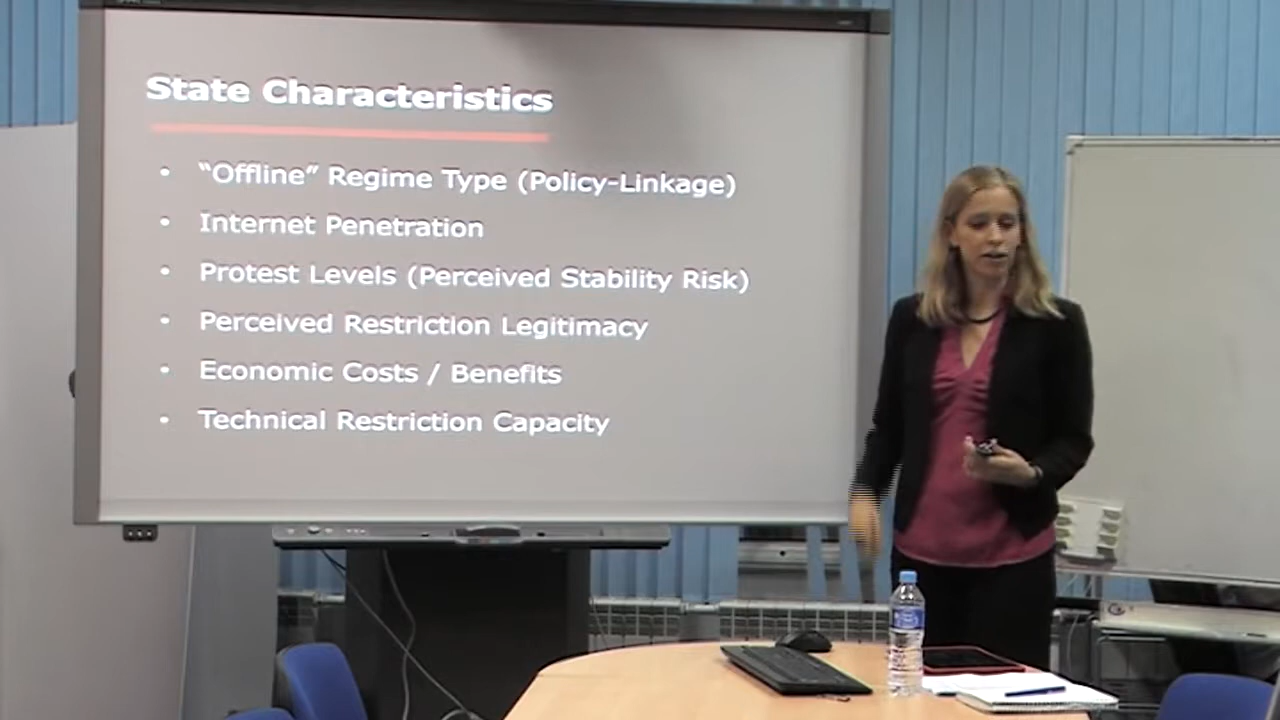 State Characteristics
• “Offline” Regime Type (Policy-Linkage)
• Internet Penetration
• Protest Levels (Perceived Stability Risk)
• Perceived Restriction Legitimacy
• Economic Costs / Benefits
• Technical Restriction Capacity